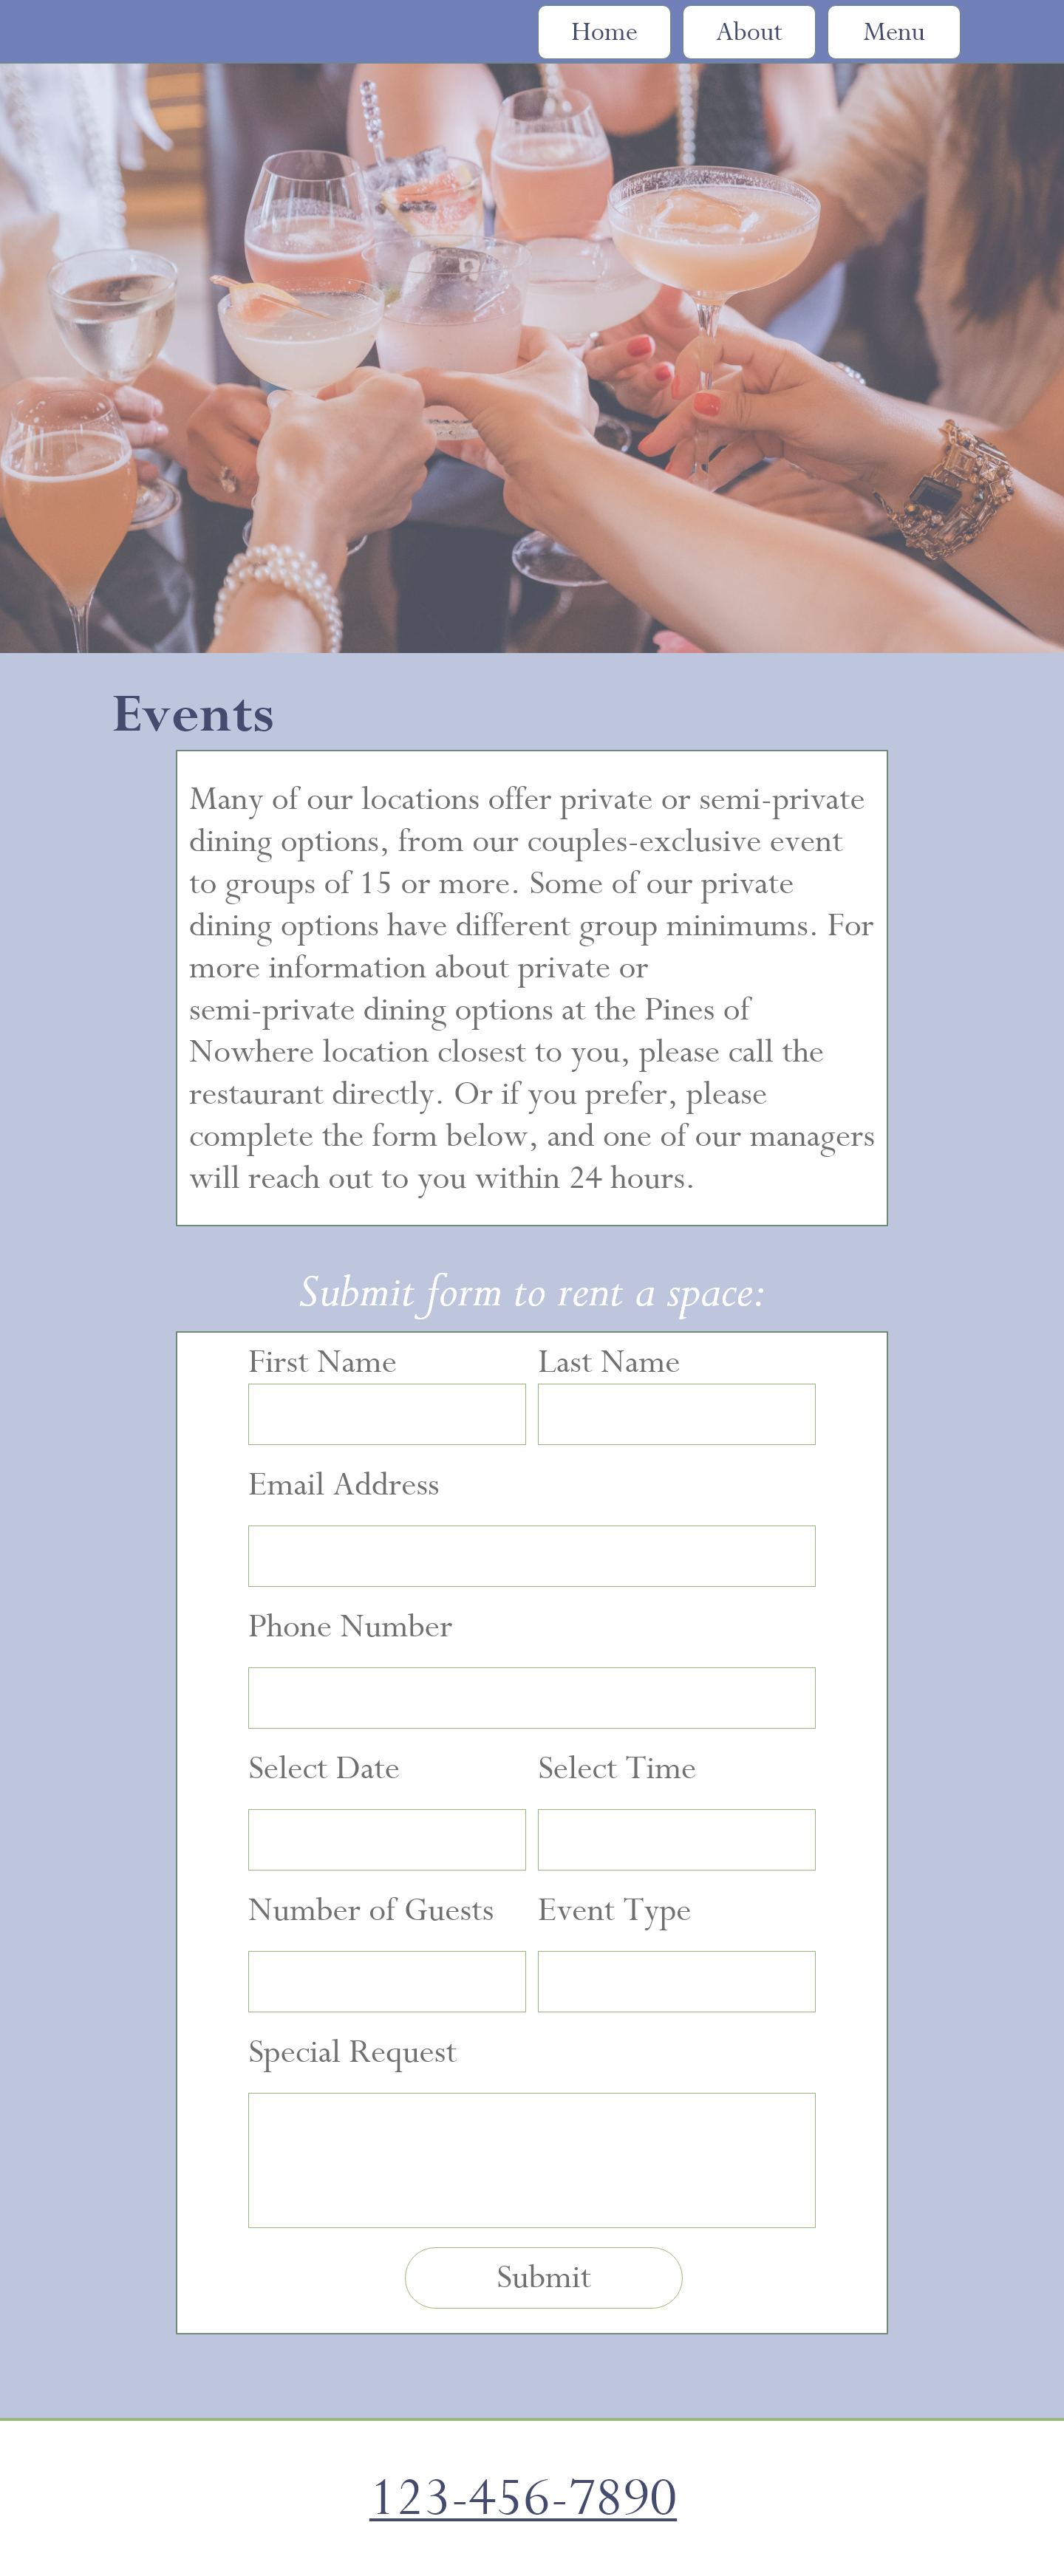 Home About Menu
Events
Many of our locations offer private or semi-private
dining options, from our couples-exclusive event
to groups of 15 or more. Some of our private
dining options have different group minimums. For
more information about private or
semi-private dining options at the Pines of
Nowhere location closest to you, please call the
restaurant directly. Or if you prefer, please
complete the form below, and one of our managers
will reach out to you within 24 hours.
Submit form to rent a space:
First Name Last Name
Email Address
Phone Number
Select Date Select Time
Number of Guests Event Type
Special Request
Submit
123-456-7890